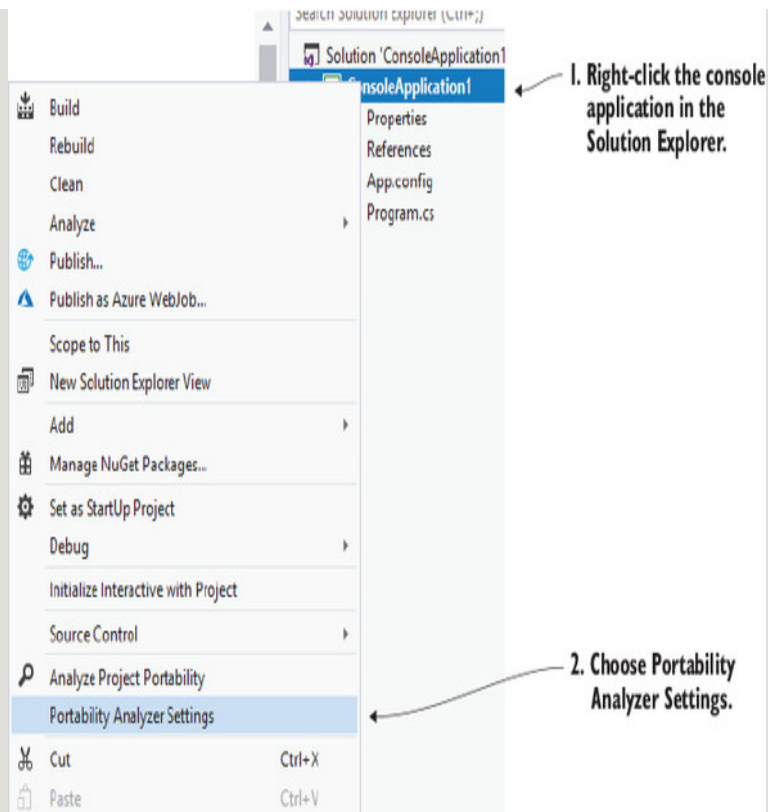 Search Solution Explorer (Ctrl+;)
Solution 'ConsoleApplication1
nsoleApplication1
Properties
References
App.config
Program.cs
1. Right-click the console
application in the
Solution Explorer.
Build
Rebuild
Clean
Analyze
Publish...
Publish as Azure WebJob...
Scope to This
New Solution Explorer View
Add
Manage NuGet Packages...
Set as StartUp Project
Debug
Initialize Interactive with Project
Source Control
Analyze Project Portability
Portability Analyzer Settings
2. Choose Portability
Analyzer Settings.
Cut Ctrl+X
Paste Ctrl+V